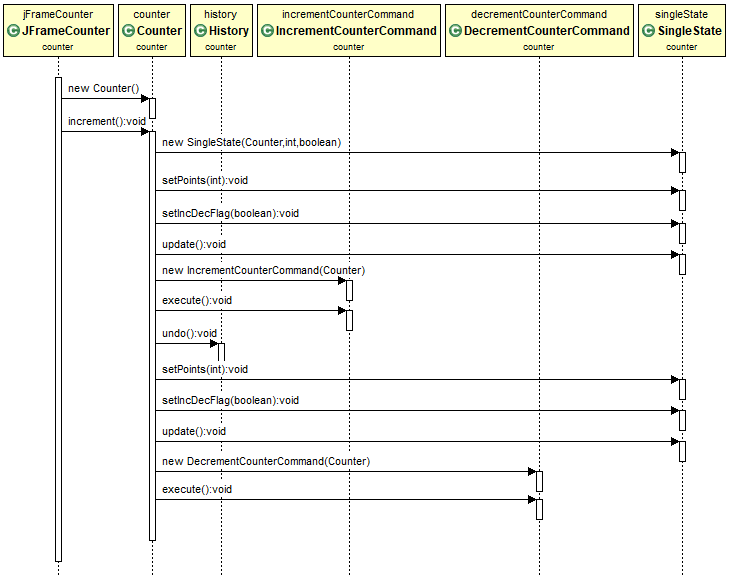 jFrameCounter
C JFrameCounter
counter
counter
C Counter
counter
history
C History
counter
incrementCounterCommand
C IncrementCounterCommand
counter
decrementCounterCommand
C DecrementCounterCommand
counter
singleState
C SingleState
counter
new Counter()
increment():void
new SingleState(Counter,int,boolean)
setPoints(int):void
setIncDecFlag(boolean):void
update():void
new IncrementCounterCommand(Counter)
execute():void
undo():void
setPoints(int):void
setIncDecFlag(boolean):void
update():void
new DecrementCounterCommand(Counter)
execute():void